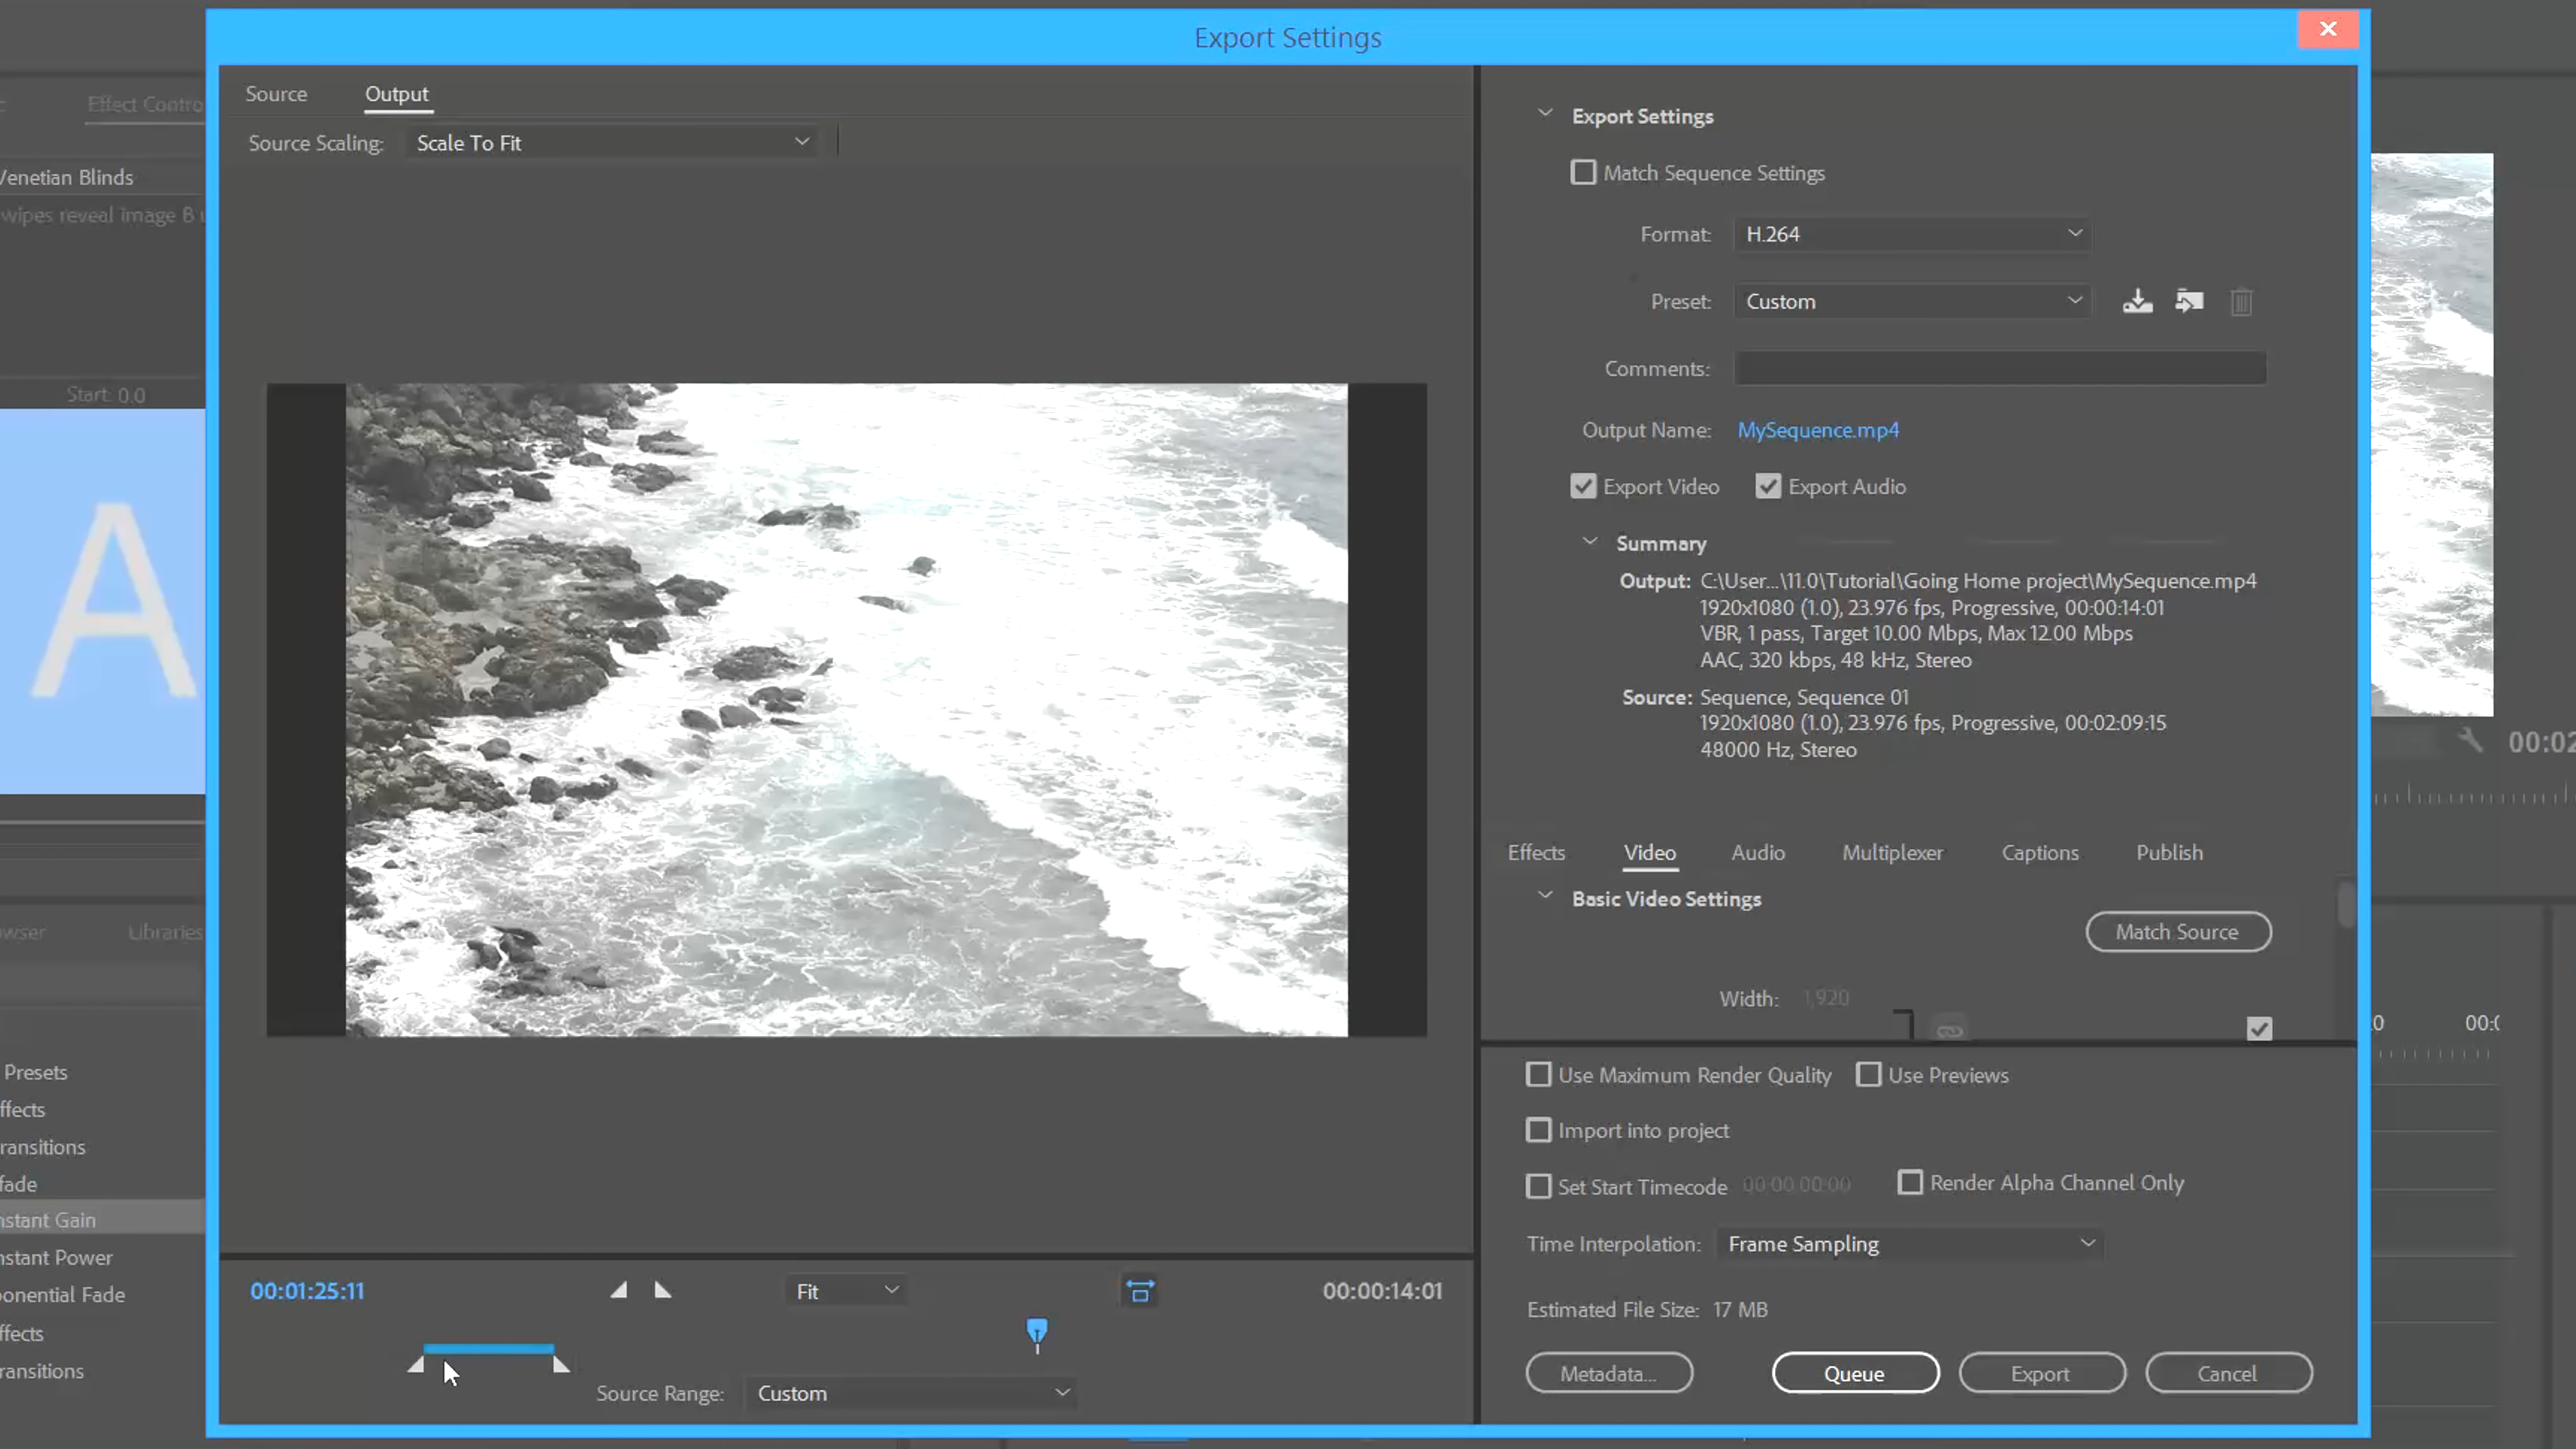 Export Settings
Effect Contro
Venetian Blinds
wipes reveal image B u
Start: 0.0
A
Libraries
Presets
ffects
ransitions
fade
nstant Gain
nstant Power
ponential Fade
ffects
ransitions
Source
Output
Source Scaling:
Scale To Fit
00:01:25:11
Fit
00:00:14:01
Source Range:
Custom
Export Settings
Match Sequence Settings
Format:
H.264
Preset:
Custom
Comments:
Output Name:
MySequence.mp4
Export Video
Export Audio
Summary
Output: C:\User...\11.0\Tutorial\Going Home project\MySequence.mp4
1920x1080 (1.0), 23.976 fps, Progressive, 00:00:14:01
VBR, 1 pass, Target 10.00 Mbps, Max 12.00 Mbps
AAC, 320 kbps, 48 kHz, Stereo
Source: Sequence, Sequence 01
1920x1080 (1.0), 23.976 fps, Progressive, 00:02:09:15
48000 Hz, Stereo
Effects
Video
Audio
Multiplexer
Captions
Publish
Basic Video Settings
Match Source
Width:
1,920
Use Maximum Render Quality
Use Previews
Import into project
Set Start Timecode
00:00:00:00
Render Alpha Channel Only
Time Interpolation:
Frame Sampling
Estimated File Size: 17 MB
Metadata...
Queue
Export
Cancel
00:02